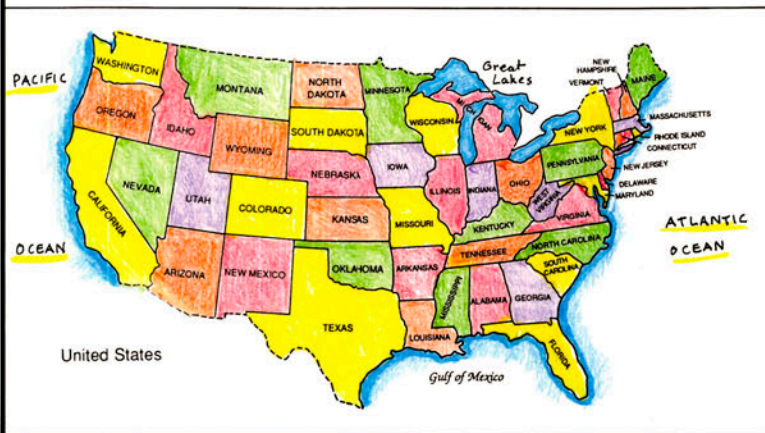 PACIFIC
OCEAN
WASHINGTON
OREGON
CALIFORNIA
IDAHO
NEVADA
MONTANA
WYOMING
UTAH
COLORADO
ARIZONA
NEW MEXICO
NORTH
DAKOTA
SOUTH DAKOTA
NEBRASKA
KANSAS
OKLAHOMA
TEXAS
MINNESOTA
IOWA
MISSOURI
ARKANSAS
LOUISIANA
WISCONSIN
ILLINOIS
MICHIGAN
INDIANA
OHIO
KENTUCKY
TENNESSEE
MISSISSIPPI
ALABAMA
GEORGIA
FLORIDA
SOUTH
CAROLINA
NORTH CAROLINA
VIRGINIA
WEST
VIRGINIA
PENNSYLVANIA
NEW YORK
Great
Lakes
NEW
HAMPSHIRE
VERMONT
MAINE
MASSACHUSETTS
RHODE ISLAND
CONNECTICUT
NEW JERSEY
DELAWARE
MARYLAND
ATLANTIC
OCEAN
United States
Gulf of Mexico